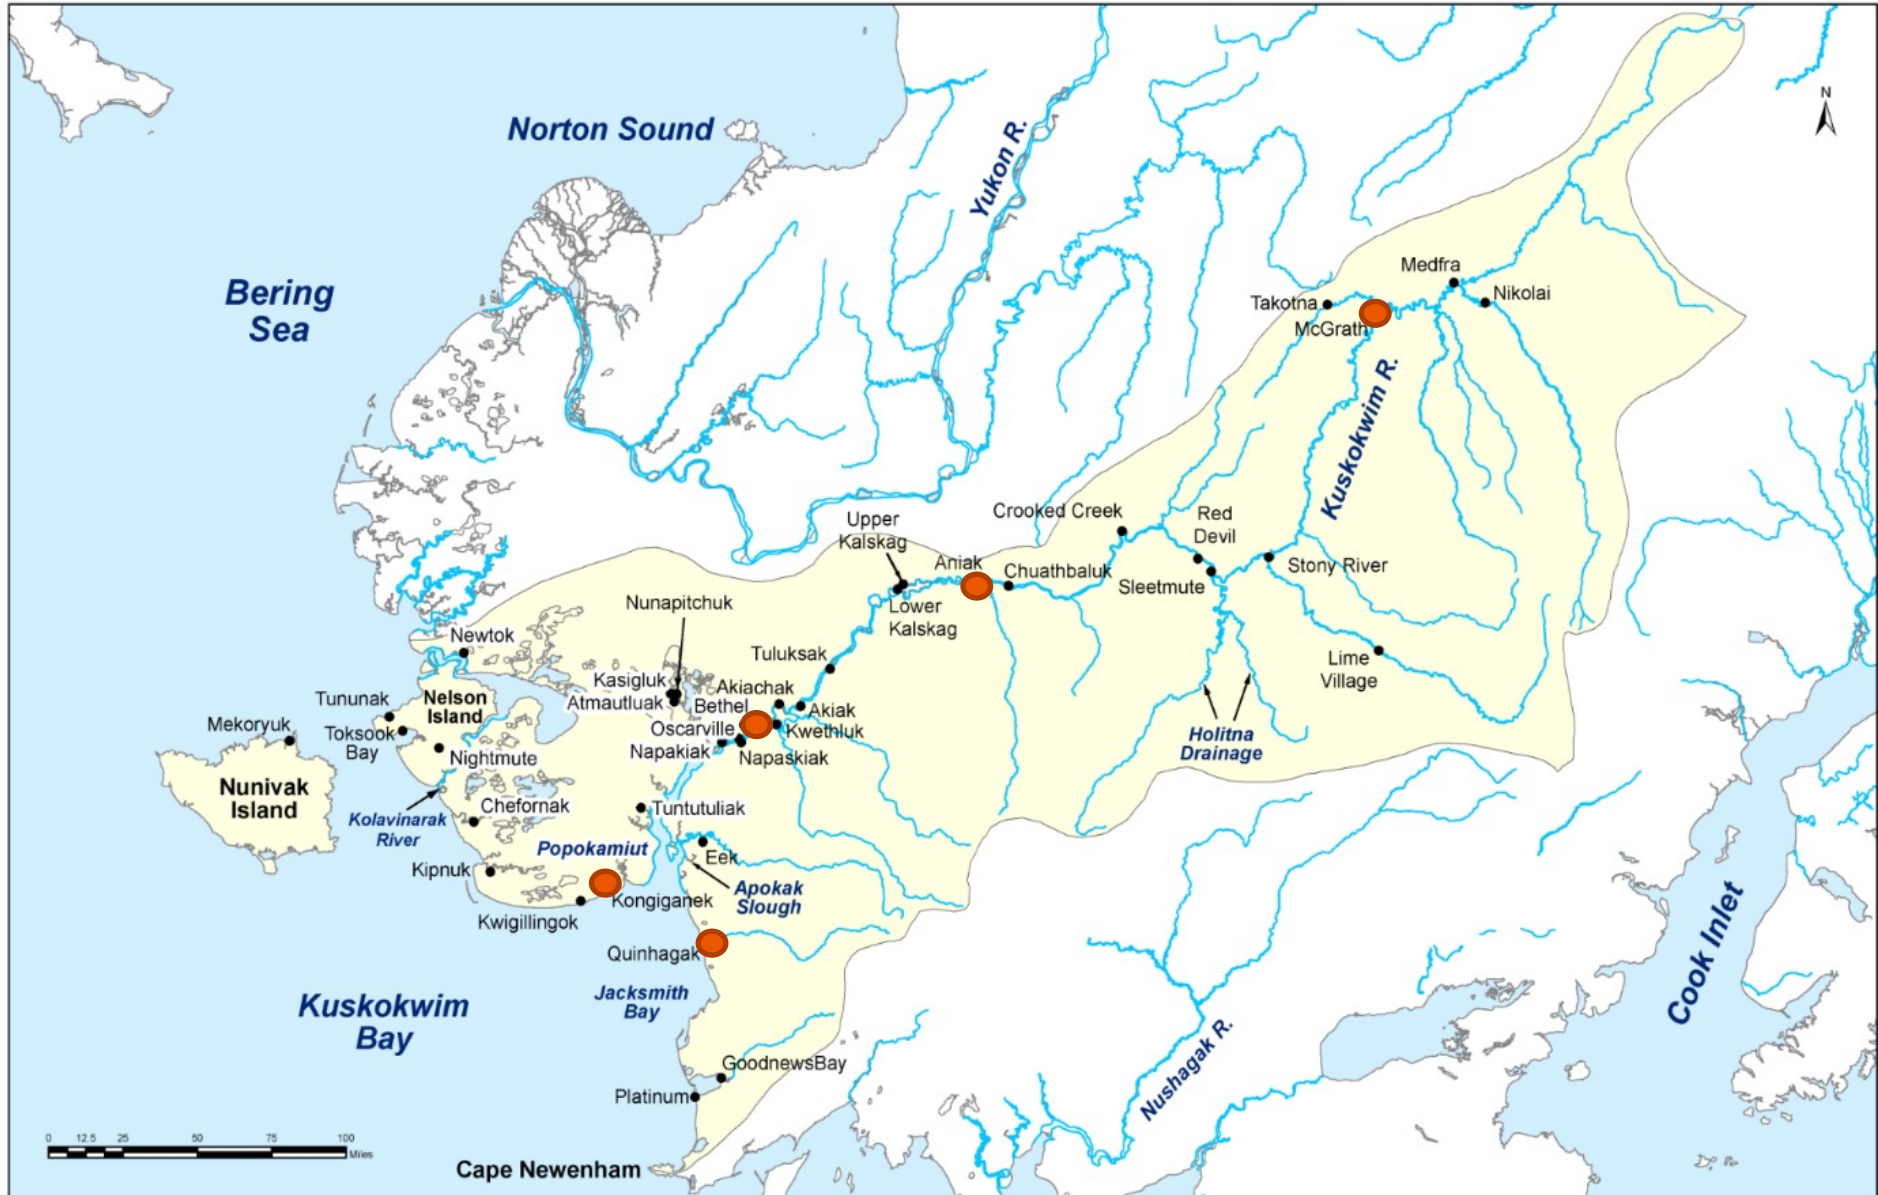 N
Norton Sound
Yukon R.
Bering
Sea
Medfra
Nikolai
Takotna
McGrath
Kuskokwim R.
Crooked Creek
Red
Devil
Upper
Kalskag
Aniak
Chuathbaluk
Stony River
Sleetmute
Lower
Kalskag
Nunapitchuk
Newtok
Tuluksak
Lime
Village
Kasigluk
Akiachak
Atmautluak
Bethel
Akiak
Nelson
Island
Tununak
Mekoryuk
Toksook
Bay
Oscarville
Kwethluk
Napakiak
Napaskiak
Nightmute
Holitna
Drainage
Nunivak
Island
Chefornak
Tuntutuliak
Kolavinarak
River
Popokamiut
Eek
Kipnuk
Apokak
Slough
Kongiganek
Kwigillingok
Quinhagak
Cook Inlet
Jacksmith
Bay
Kuskokwim
Bay
GoodnewsBay
Platinum
Nushagak R.
0 12.5 25 50 75 100
Miles
Cape Newenham